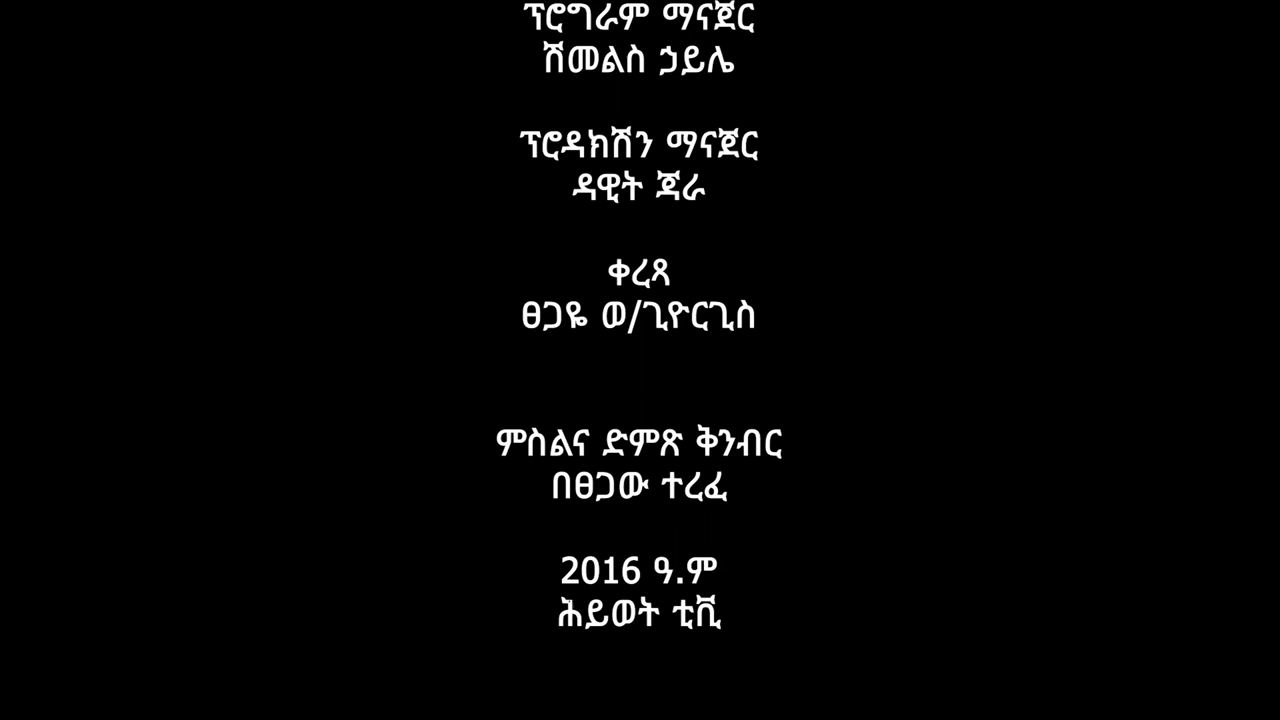 ፕሮግራም ማናጀር
ሽመልስ ኃይሌ
ፕሮዳክሽን ማናጀር
ዳዊት ጃራ
ቀረጻ
ፀጋዬ ወ/ጊዮርጊስ
ምስልና ድምጽ ቅንብር
በፀጋው ተረፈ
2016 ዓ.ም
ሕይወት ቲቪ